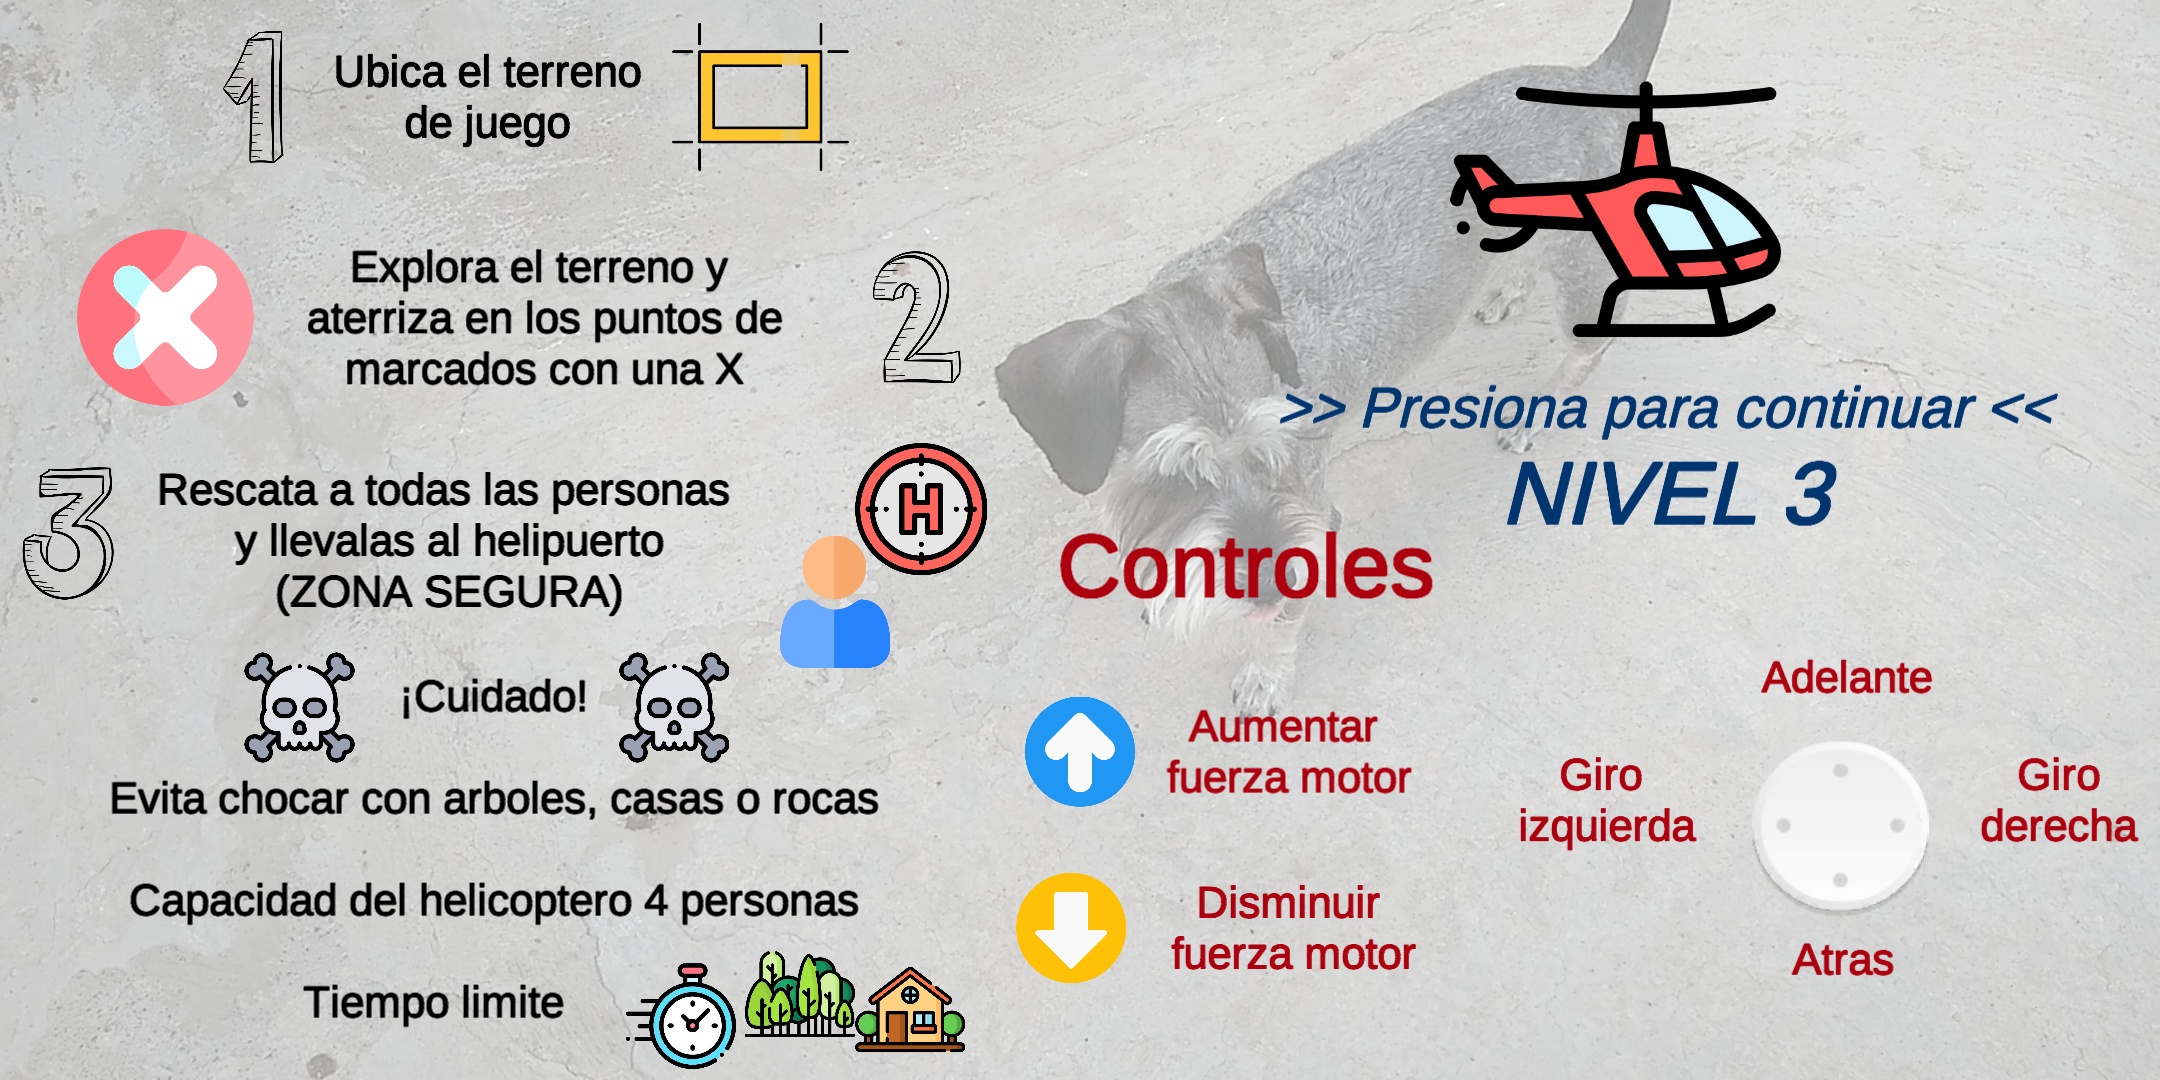 1
Ubica el terreno
de juego
Explora el terreno y
aterriza en los puntos de
marcados con una X
2
3
Rescata a todas las personas
y llevalas al helipuerto
(ZONA SEGURA)
H
¡Cuidado!
Evita chocar con arboles, casas o rocas
Capacidad del helicoptero 4 personas
Tiempo limite
>> Presiona para continuar <<
NIVEL 3
Controles
Aumentar
fuerza motor
Disminuir
fuerza motor
Adelante
Giro
izquierda
Giro
derecha
Atras